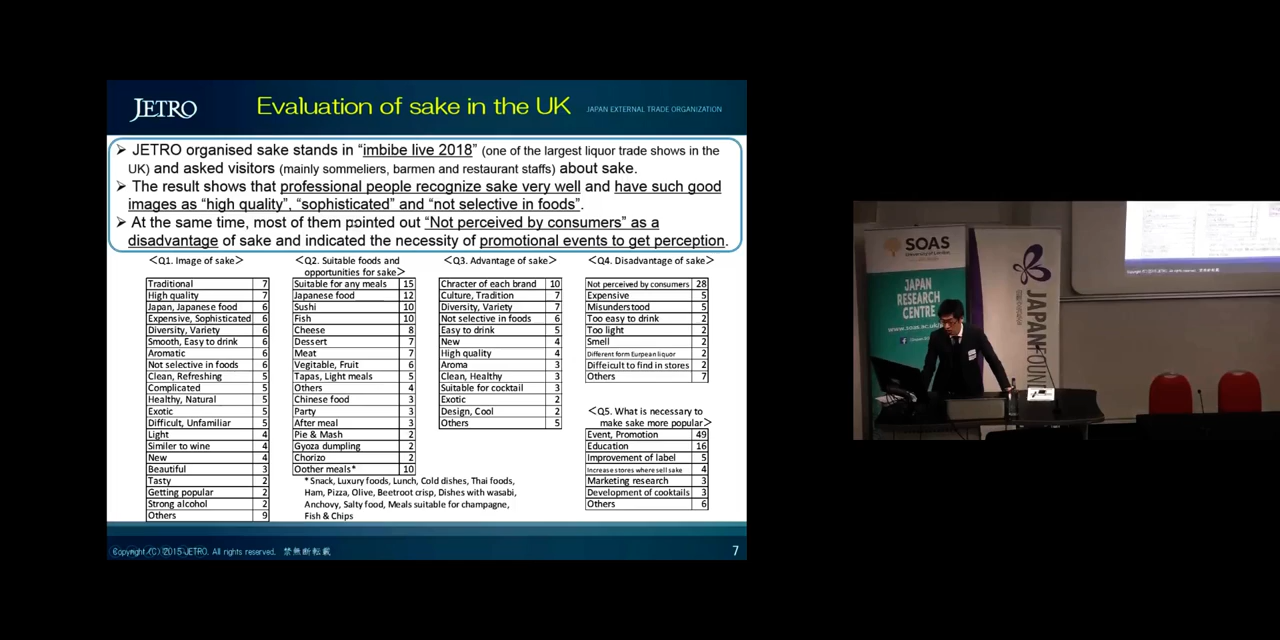 JETRO
Evaluation of sake in the UK
JAPAN EXTERNAL TRADE ORGANIZATION
➢ JETRO organised sake stands in "imbibe live 2018" (one of the largest liquor trade shows in the
UK) and asked visitors (mainly sommeliers, barmen and restaurant staffs) about sake.
➢ The result shows that professional people recognize sake very well and have such good
images as "high quality", "sophisticated" and "not selective in foods".
➢ At the same time, most of them pointed out "Not perceived by consumers" as a
disadvantage of sake and indicated the necessity of promotional events to get perception.
<Q1. Image of sake>
Traditional 7
High quality 7
Japan, Japanese food 6
Expensive, Sophisticated 6
Diversity, Variety 6
Smooth, Easy to drink 6
Aromatic 6
Not selective in foods 6
Clean, Refreshing 5
Complicated 5
Healthy, Natural 5
Exotic 5
Difficult, Unfamiliar 5
Light 4
Similer to wine 4
New 4
Beautiful 3
Tasty 2
Getting popular 2
Strong alcohol 2
Others 9
<Q2. Suitable foods and
opportunities for sake>
Suitable for any meals 15
Japanese food 12
Sushi 10
Fish 10
Cheese 8
Dessert 7
Meat 7
Vegitable, Fruit 6
Tapas, Light meals 5
Others 4
Chinese food 3
Party 3
After meal 3
Pie & Mash 2
Gyoza dumpling 2
Chorizo 2
Oother meals* 10
* Snack, Luxury foods, Lunch, Cold dishes, Thai foods,
Ham, Pizza, Olive, Beetroot crisp, Dishes with wasabi,
Anchovy, Salty food, Meals suitable for champagne,
Fish & Chips
<Q3. Advantage of sake>
Chracter of each brand 10
Culture, Tradition 7
Diversity, Variety 7
Not selective in foods 6
Easy to drink 5
New 4
High quality 4
Aroma 3
Clean, Healthy 3
Suitable for cocktail 3
Exotic 2
Design, Cool 2
Others 5
<Q4. Disadvantage of sake>
Not perceived by consumers 28
Expensive 5
Misunderstood 5
Too easy to drink 2
Too light 2
Smell 2
Different form Eurpean liquor 2
Diffeicult to find in stores 2
Others 7
<Q5. What is necessary to
make sake more popular>
Event, Promotion 49
Education 16
Improvement of label 5
Increase stores where sell sake 4
Marketing research 3
Development of cooktails 3
Others 6
Copyright (C) 2015 JETRO. All rights reserved. 禁無断転載
7
SOAS
University of London
JAPAN
RESEARCH
CENTRE
www.soas.ac.uk
JAPANFOUN